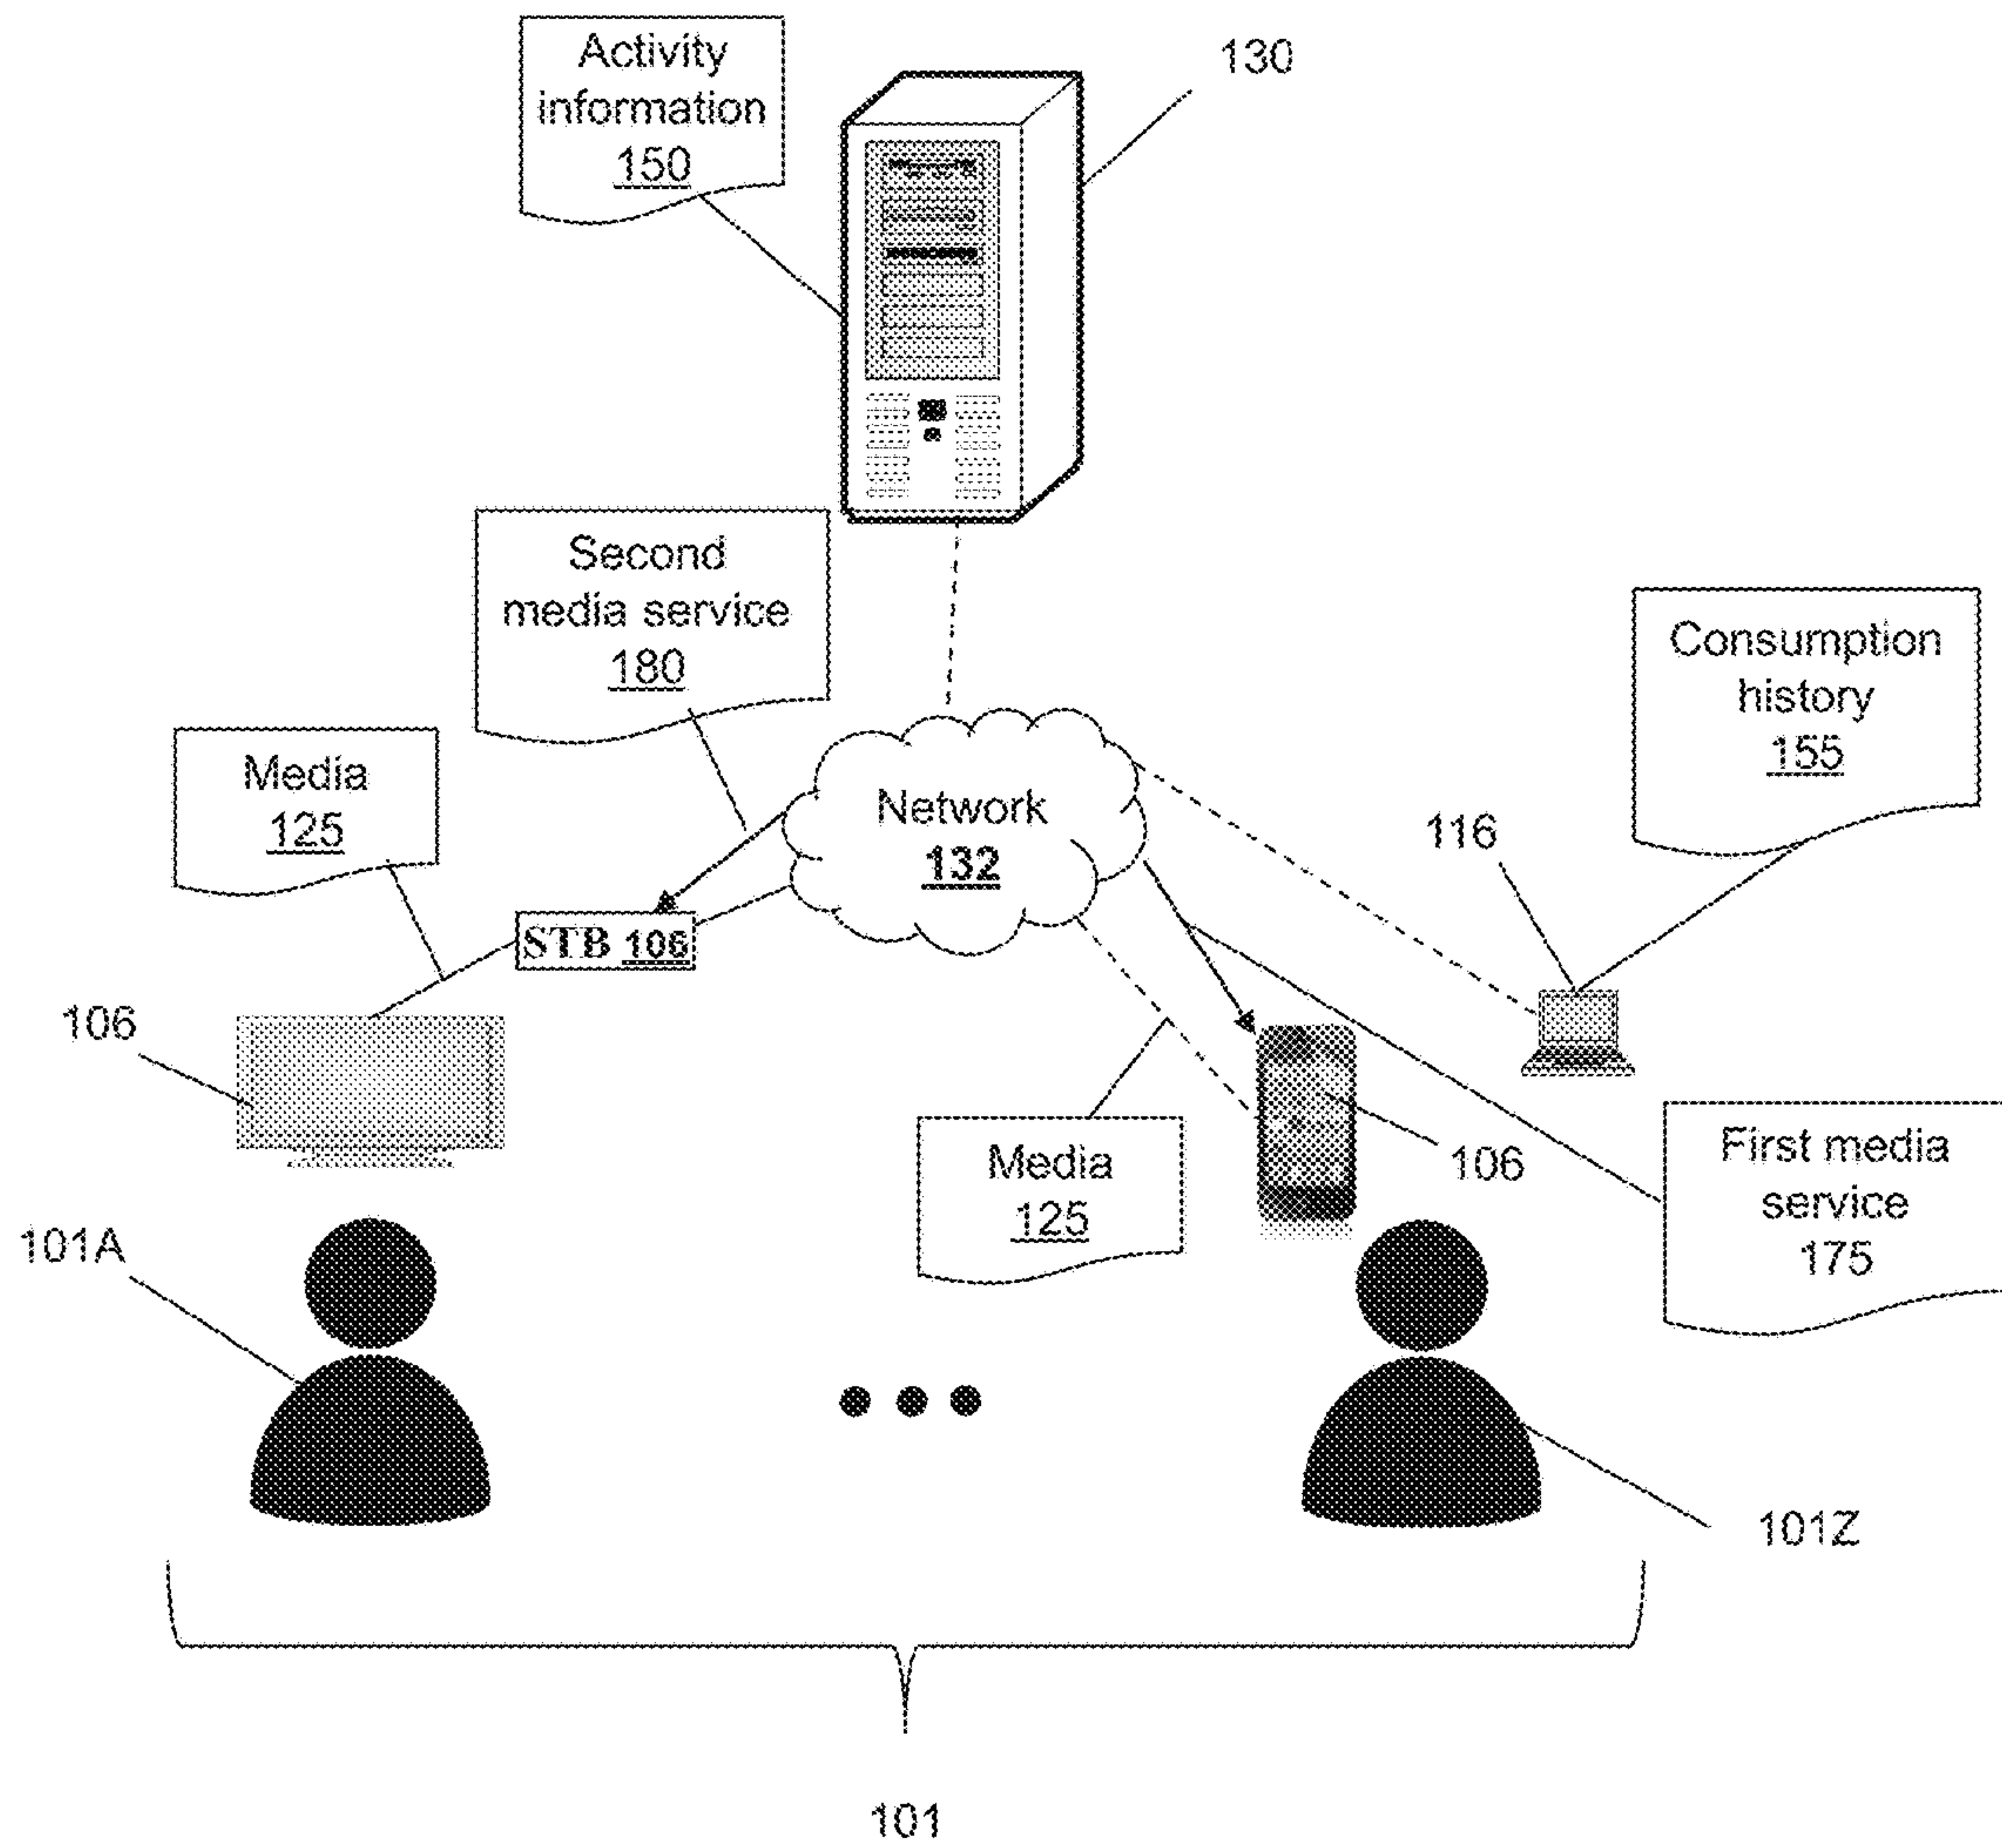 Activity
information
150
130
Second
media service
180
Consumption
history
155
Media
125
Network
132
116
STB 106
106
Media
125
106
First media
service
175
101A
101Z
101